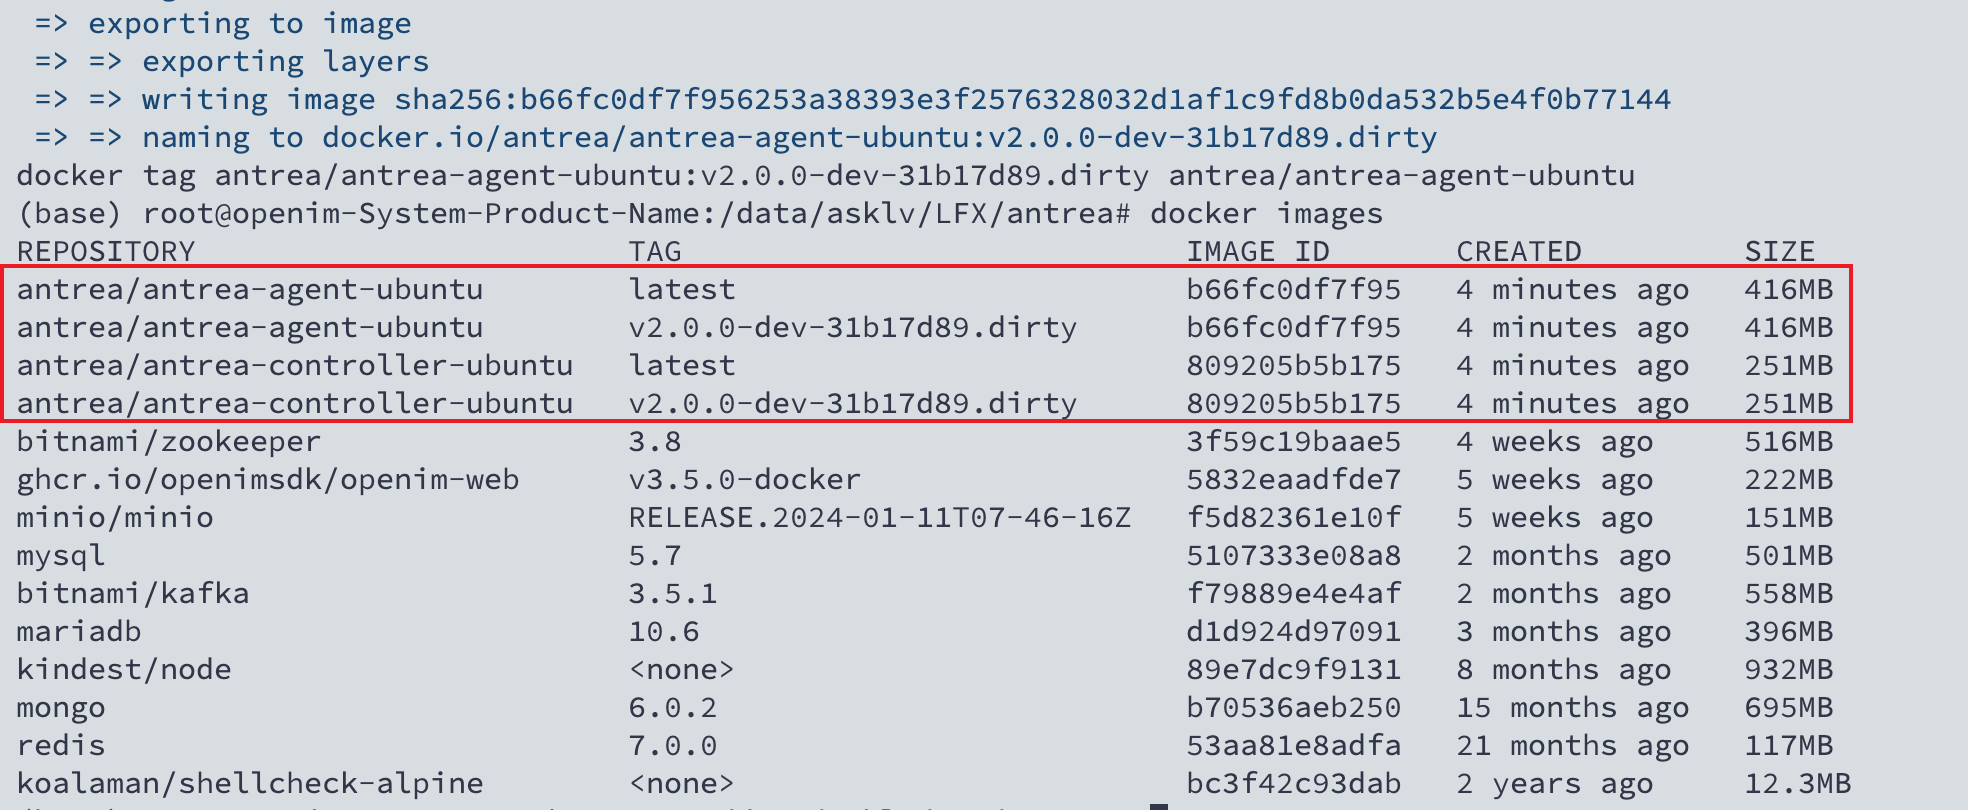 => exporting to image
=> => exporting layers
=> => writing image sha256:b66fc0df7f956253a38393e3f2576328032d1af1c9fd8b0da532b5e4f0b77144
=> => naming to docker.io/antrea/antrea-agent-ubuntu:v2.0.0-dev-31b17d89.dirty
docker tag antrea/antrea-agent-ubuntu:v2.0.0-dev-31b17d89.dirty antrea/antrea-agent-ubuntu
(base) root@openim-System-Product-Name:/data/asklv/LFX/antrea# docker images
REPOSITORY TAG IMAGE ID CREATED SIZE
antrea/antrea-agent-ubuntu latest b66fc0df7f95 4 minutes ago 416MB
antrea/antrea-agent-ubuntu v2.0.0-dev-31b17d89.dirty b66fc0df7f95 4 minutes ago 416MB
antrea/antrea-controller-ubuntu latest 809205b5b175 4 minutes ago 251MB
antrea/antrea-controller-ubuntu v2.0.0-dev-31b17d89.dirty 809205b5b175 4 minutes ago 251MB
bitnami/zookeeper 3.8 3f59c19baae5 4 weeks ago 516MB
ghcr.io/openimsdk/openim-web v3.5.0-docker 5832eaadfde7 5 weeks ago 222MB
minio/minio RELEASE.2024-01-11T07-46-16Z f5d82361e10f 5 weeks ago 151MB
mysql 5.7 5107333e08a8 2 months ago 501MB
bitnami/kafka 3.5.1 f79889e4e4af 2 months ago 558MB
mariadb 10.6 d1d924d97091 3 months ago 396MB
kindest/node <none> 89e7dc9f9131 8 months ago 932MB
mongo 6.0.2 b70536aeb250 15 months ago 695MB
redis 7.0.0 53aa81e8adfa 21 months ago 117MB
koalaman/shellcheck-alpine <none> bc3f42c93dab 2 years ago 12.3MB